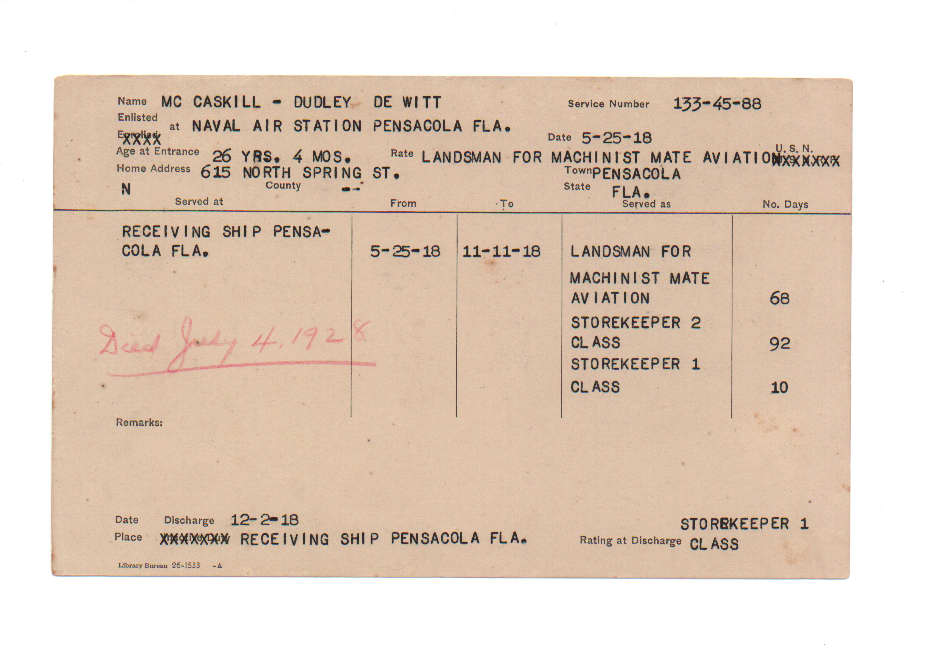 Name MC CASKILL - DUDLEY DE WITT Service Number 133-45-88
Enlisted
Enrolled at NAVAL AIR STATION PENSACOLA FLA. Date 5-25-18
XXXX
Age at Entrance 26 YRS. 4 MOS. Rate LANDSMAN FOR MACHINIST MATE AVIATION U. S. N.
XXXXXXX
Home Address 615 NORTH SPRING ST. Town PENSACOLA
N County -- State FLA.
Served at From To Served as No. Days
RECEIVING SHIP PENSA-
COLA FLA. 5-25-18 11-11-18 LANDSMAN FOR
MACHINIST MATE
AVIATION 68
STOREKEEPER 2
CLASS 92
STOREKEEPER 1
CLASS 10
Died July 4, 1928
Remarks:
Date Discharge 12-2-18
Place XXXXXXX RECEIVING SHIP PENSACOLA FLA. Rating at Discharge STOREKEEPER 1
CLASS
Library Bureau 26-1533 -A